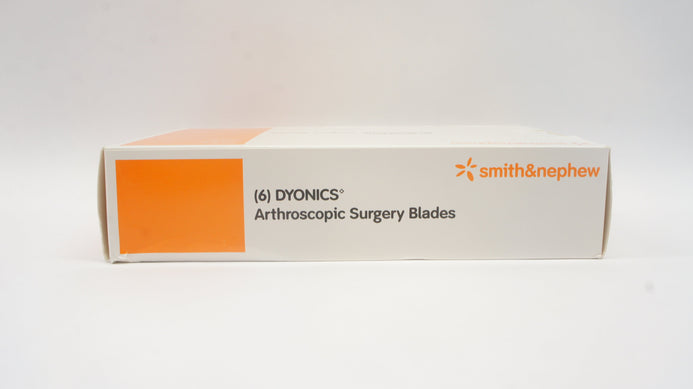 (6) DYONICS◇
Arthroscopic Surgery Blades
smith&nephew